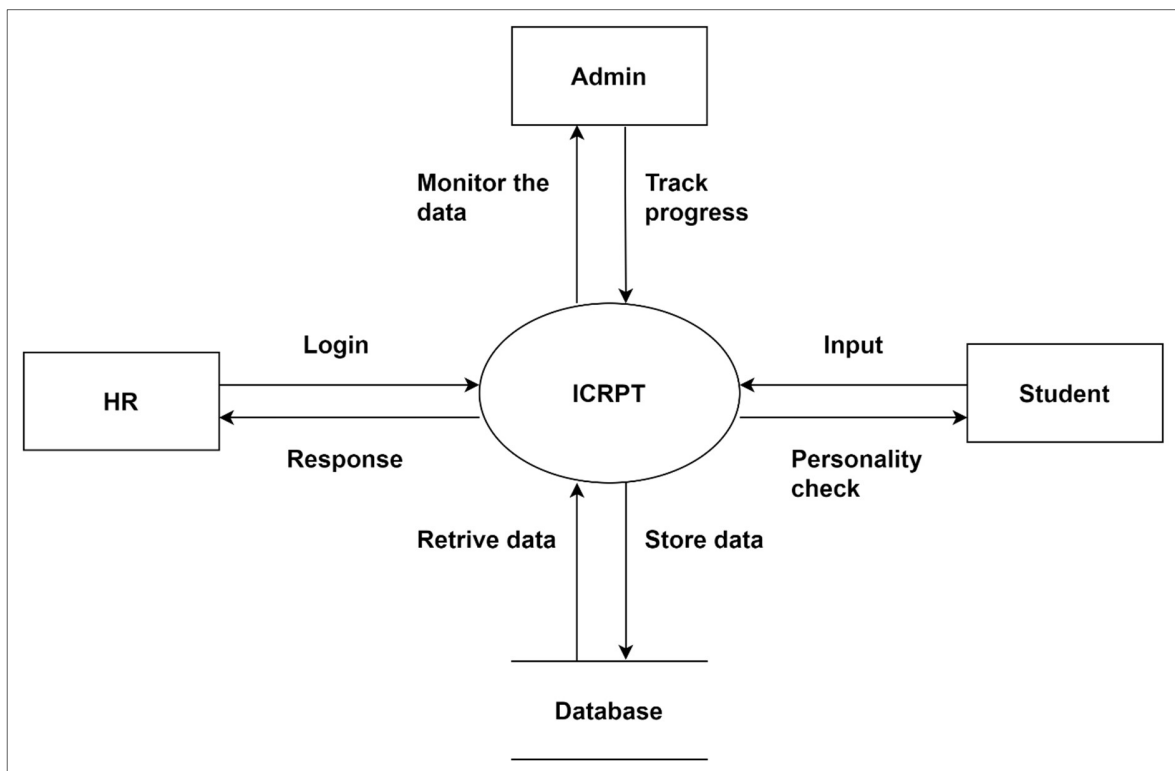 Admin
Monitor the
data
Track
progress
Login
Input
HR
ICRPT
Student
Response
Personality
check
Retrive data
Store data
Database